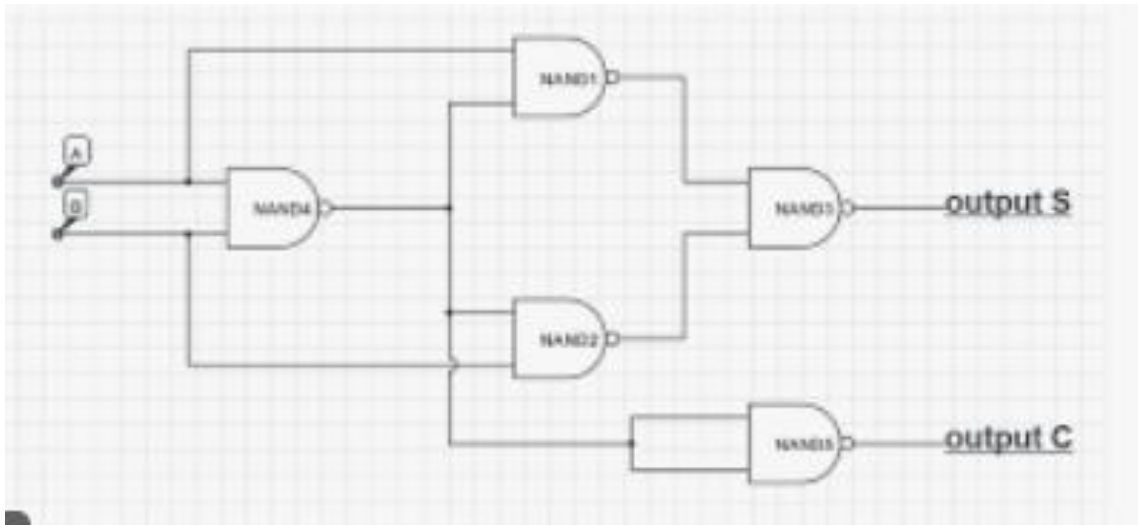 NAND1
A
B
NAND4
NAND3
output S
NAND2
NAND5
output C